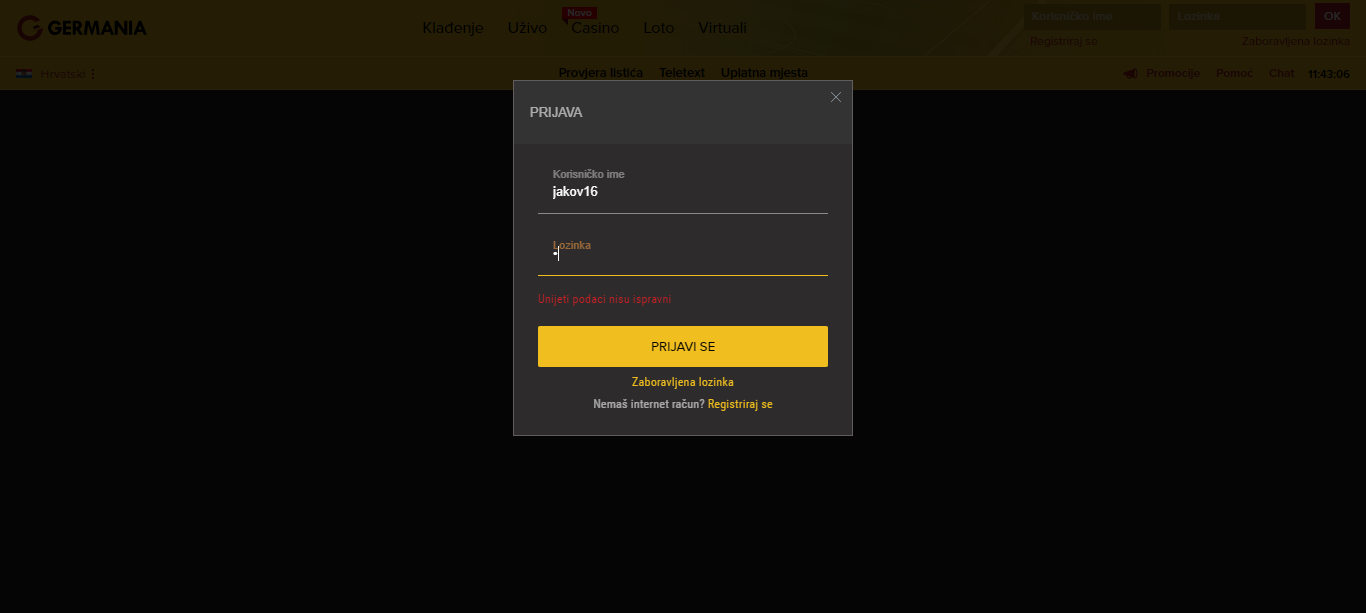 GERMANIA
Kladenje Uživo Casino Loto Virtuali
Novo
Korisničko ime Lozinka OK
Registriraj se Zaboravljena lozinka
Hrvatski
Provjera listića Teletext Uplatna mjesta
Promocije Pomoć Chat 11:43:06
PRIJAVA
Korisničko ime
jakov16
Lozinka
•
Unijeti podaci nisu ispravni
PRIJAVI SE
Zaboravljena lozinka
Nemaš internet račun? Registriraj se